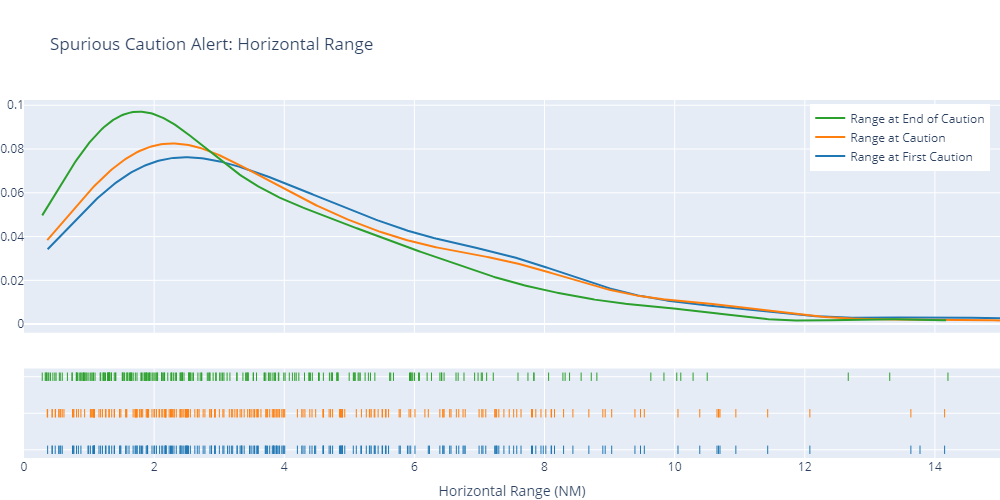 Spurious Caution Alert: Horizontal Range
0.1
0.08
0.06
0.04
0.02
0
Range at End of Caution
Range at Caution
Range at First Caution
0 2 4 6 8 10 12 14
Horizontal Range (NM)